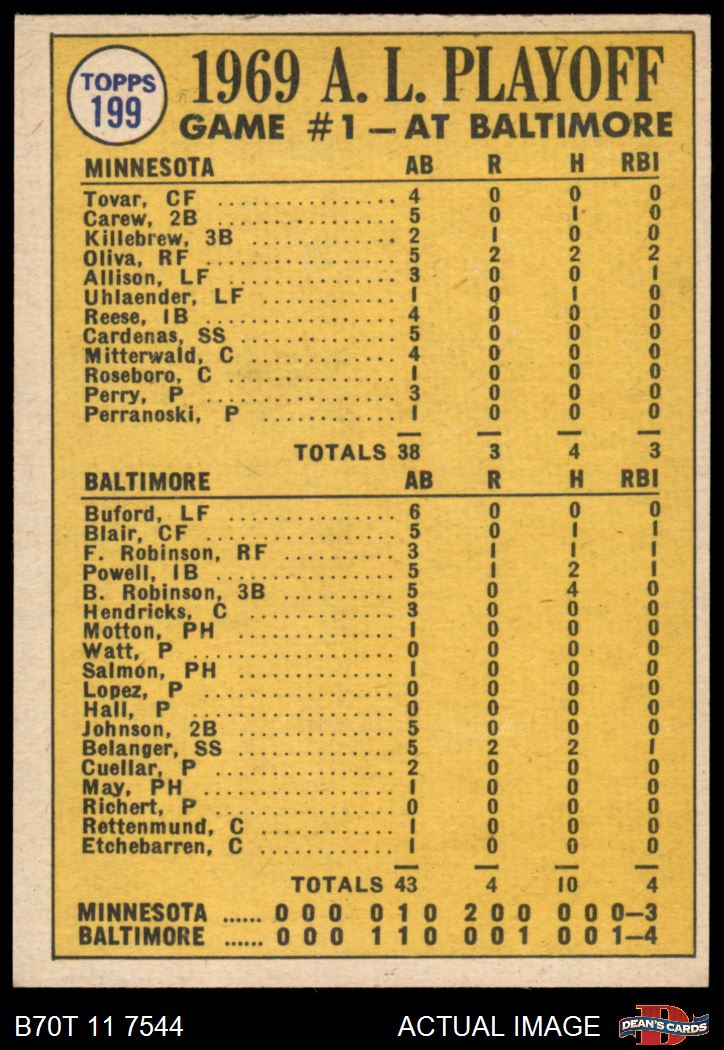 TOPPS
199
1969 A. L. PLAYOFF
GAME #1 — AT BALTIMORE
MINNESOTA AB R H RBI
Tovar, CF ................ 4 0 0 0
Carew, 2B ................ 5 0 1 0
Killebrew, 3B ............. 2 1 0 0
Oliva, RF ................ 5 2 2 2
Allison, LF ............... 3 0 0 1
Uhlaender, LF ............ 1 0 1 0
Reese, 1B ................ 4 0 0 0
Cardenas, SS ............. 5 0 0 0
Mitterwald, C ............. 4 0 0 0
Roseboro, C .............. 1 0 0 0
Perry, P ................. 3 0 0 0
Perranoski, P ............ 1 0 0 0
TOTALS 38 3 4 3
BALTIMORE AB R H RBI
Buford, LF ............... 6 0 0 0
Blair, CF ................ 5 0 1 1
F. Robinson, RF .......... 3 1 1 1
Powell, 1B ................ 5 1 2 1
B. Robinson, 3B ........... 5 0 4 0
Hendricks, C .............. 3 0 0 0
Motton, PH ............... 1 0 0 0
Watt, P .................. 0 0 0 0
Salmon, PH ............... 1 0 0 0
Lopez, P ................. 0 0 0 0
Hall, P .................. 0 0 0 0
Johnson, 2B .............. 5 0 0 0
Belanger, SS ............. 5 2 2 1
Cuellar, P ............... 2 0 0 0
May, PH .................. 1 0 0 0
Richert, P ............... 0 0 0 0
Rettenmund, C ............ 1 0 0 0
Etchebarren, C ........... 1 0 0 0
TOTALS 43 4 10 4
MINNESOTA ...... 0 0 0 0 1 0 2 0 0 0 0 0—3
BALTIMORE ...... 0 0 0 1 1 0 0 0 1 0 0 1—4
B70T 11 7544 ACTUAL IMAGE DEAN'S CARDS